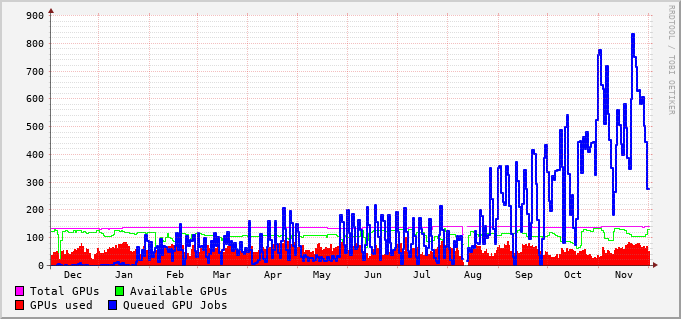 RRDTOOL / TOBI OETIKER
900
800
700
600
500
400
300
200
100
0
Dec Jan Feb Mar Apr May Jun Jul Aug Sep Oct Nov
Total GPUs Available GPUs
GPUs used Queued GPU Jobs